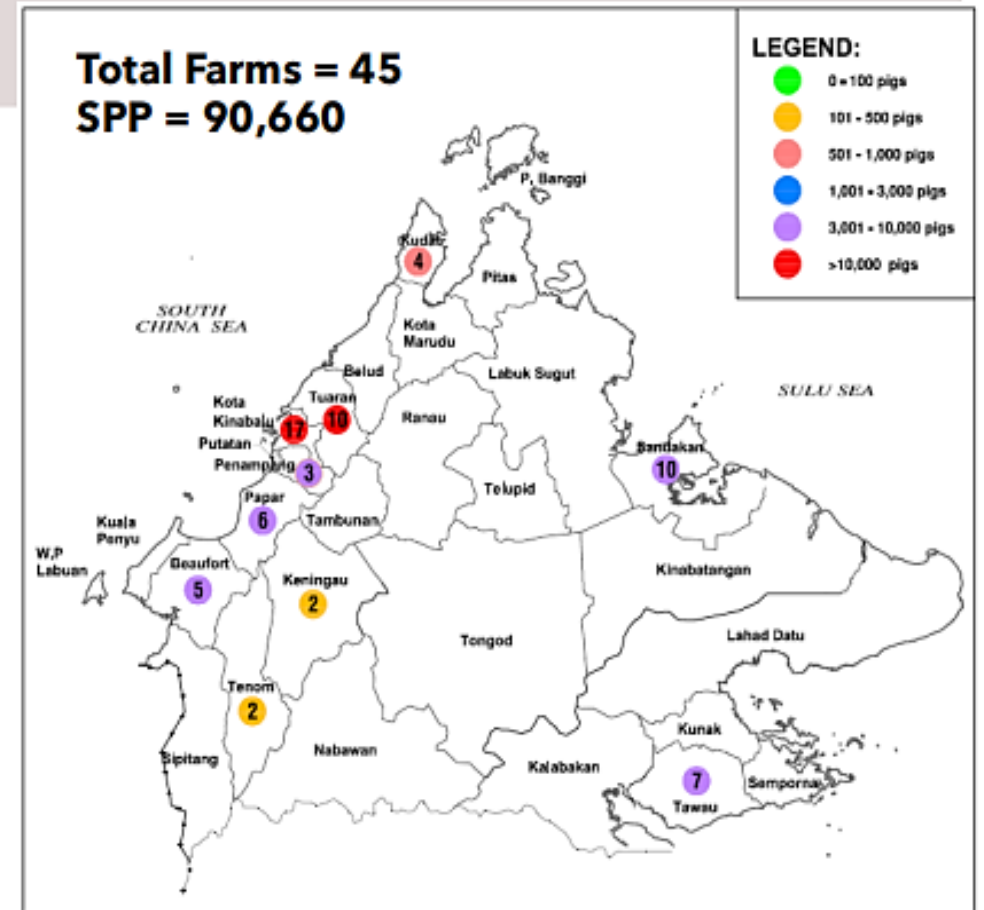 Total Farms = 45
SPP = 90,660
LEGEND:
0 - 100 pigs
101 - 500 pigs
501 - 1,000 pigs
1,001 - 3,000 pigs
3,001 - 10,000 pigs
>10,000 pigs
P. Banggi
Kudat
4
Pitas
SOUTH
CHINA SEA
Kota
Marudu
Belud
Labuk Sugut
SULU SEA
Tuaran
10
Kota
Kinabalu
17
Ranau
Putatan
Penampang
3
Sandakan
10
Telupid
Papar
6
Tambunan
Kuala
Penyu
W.P
Labuan
Beaufort
5
Keningau
2
Kinabatangan
Tongod
Lahad Datu
Tenom
2
Sipitang
Nabawan
Kunak
Kalabakan
7
Tawau
Semporna